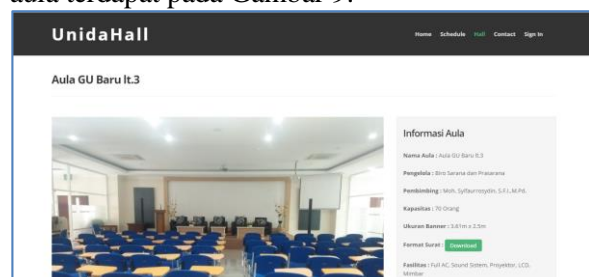 aula terdapat pada Gambar 9.
UnidaHall
Home Schedule Hall Contact Sign In
Aula GU Baru lt.3
Informasi Aula
Nama Aula : Aula GU Baru lt.3
Pengelola : Biro Sarana dan Prasarana
Pembimbing : Moh. Syifaurrosydin, S.F.I., M.Pd.
Kapasitas : 70 Orang
Ukuran Banner : 3.61m x 2.5m
Format Surat : Download
Fasilitas : Full AC, Sound Sistem, Proyektor, LCD,
Mimbar